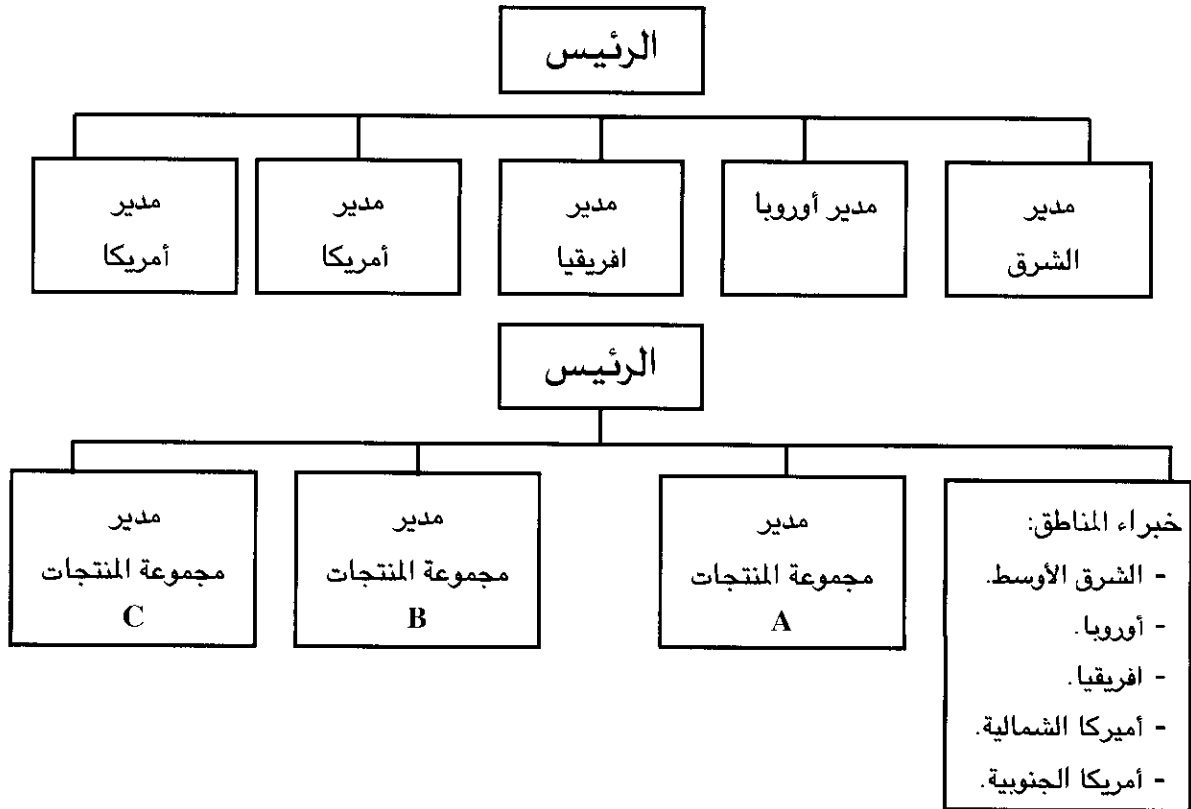 الرئيس
مدير
الشرق
مدير أوروبا
مدير
افريقيا
مدير
أمريكا
مدير
أمريكا
الرئيس
خبراء المناطق:
- الشرق الأوسط.
- أوروبا.
- افريقيا.
- أميركا الشمالية.
- أمريكا الجنوبية.
مدير
مجموعة المنتجات
A
مدير
مجموعة المنتجات
B
مدير
مجموعة المنتجات
C